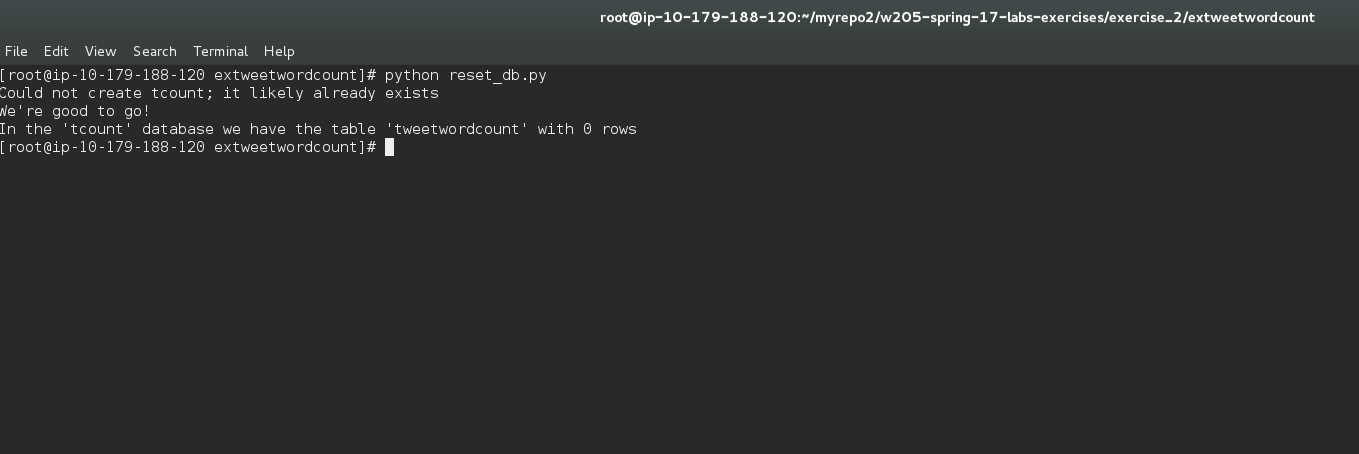 root@ip-10-179-188-120:~/myrepo2/w205-spring-17-labs-exercises/exercise_2/extweetwordcount
File Edit View Search Terminal Help
[root@ip-10-179-188-120 extweetwordcount]# python reset_db.py
Could not create tcount; it likely already exists
We're good to go!
In the 'tcount' database we have the table 'tweetwordcount' with 0 rows
[root@ip-10-179-188-120 extweetwordcount]#